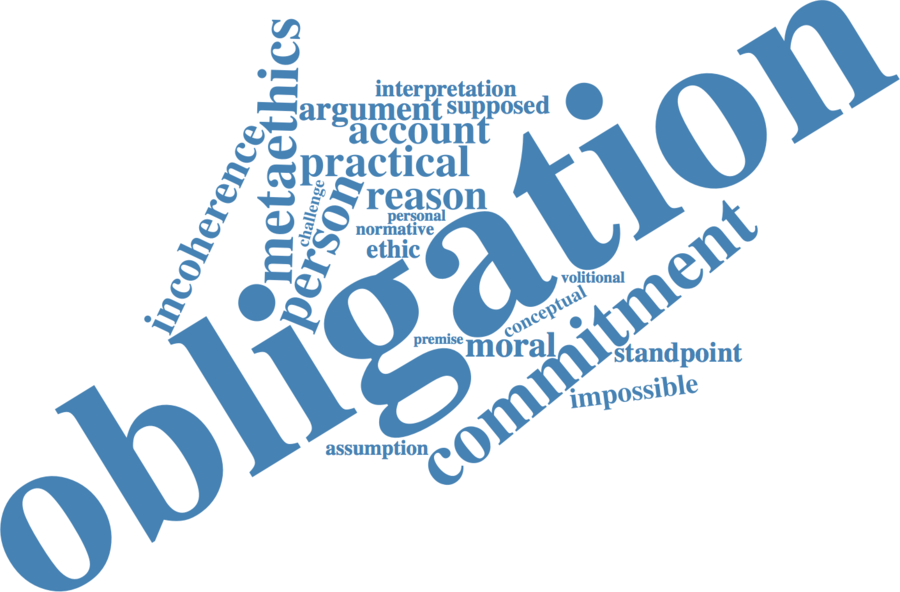 obligation
metaethics
incoherence
interpretation
argument
supposed
account
practical
challenge
person
reason
personal
normative
ethic
volitional
conceptual
commitment
premise
moral
standpoint
impossible
assumption